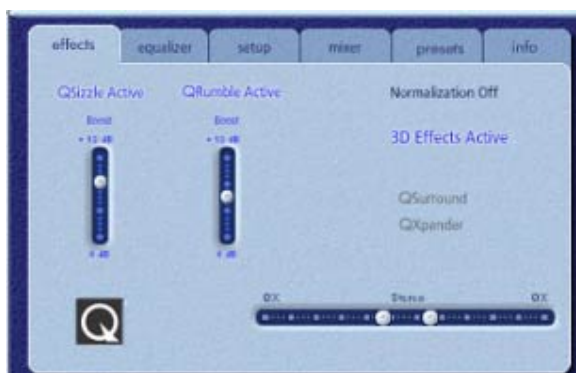 effects equalizer setup mixer presets info
QSizzle Active QRumble Active Normalization Off
Boost Boost
3D Effects Active
QSurround
QXpander
QX Stereo QX
Q